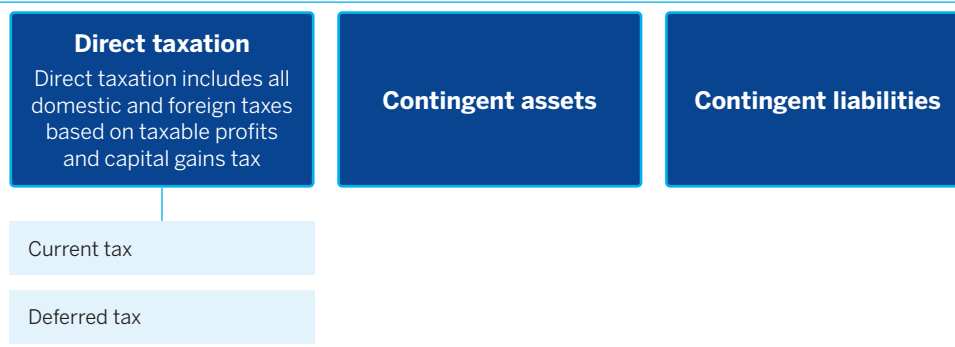 Direct taxation
Direct taxation includes all
domestic and foreign taxes
based on taxable profits
and capital gains tax
Current tax
Deferred tax
Contingent assets
Contingent liabilities